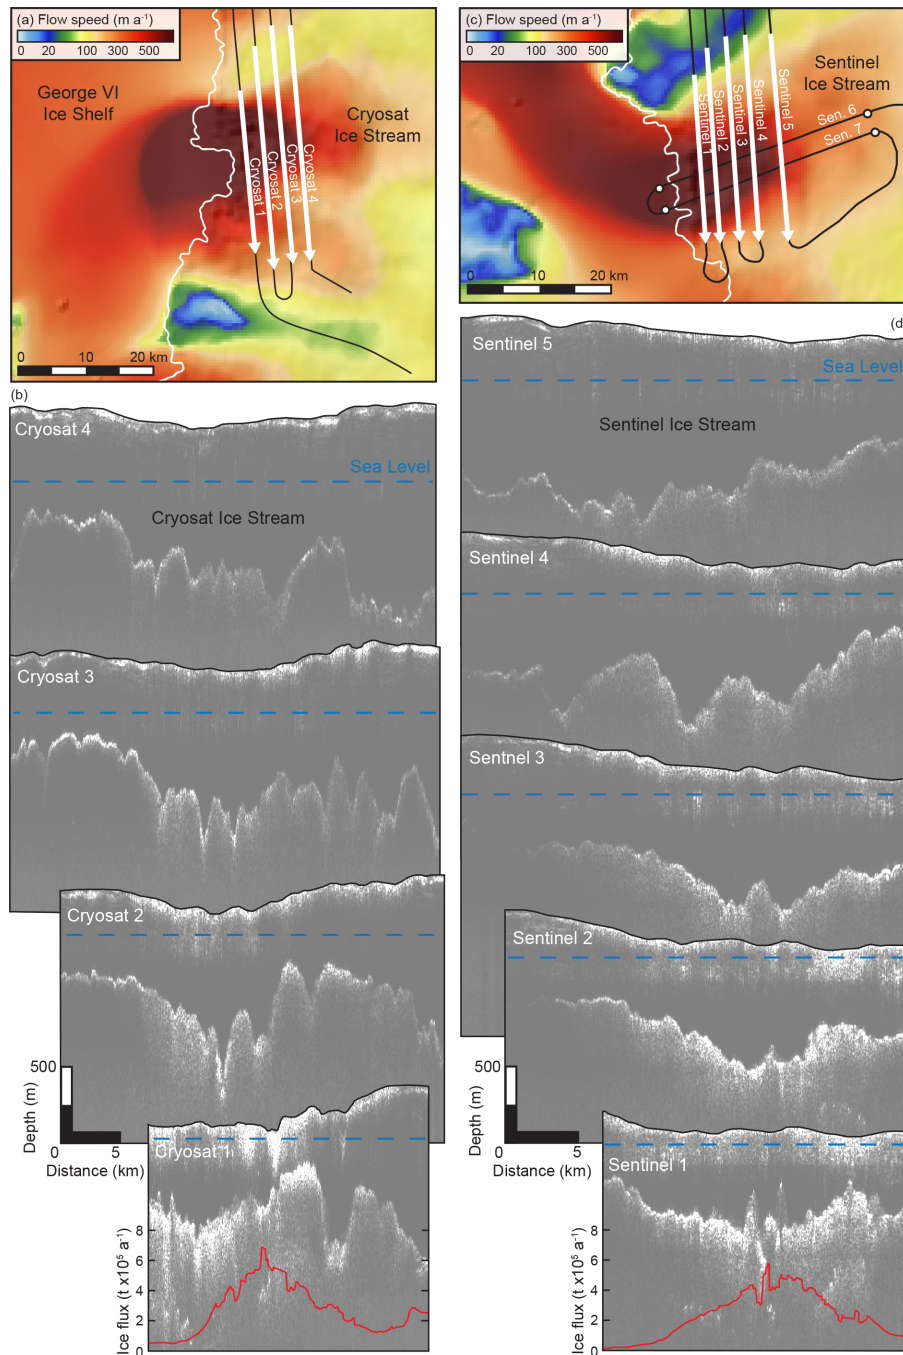 (a) Flow speed (m a⁻¹)
0 20 100 300 500
George VI
Ice Shelf
Cryosat
Ice Stream
Cryosat 1
Cryosat 2
Cryosat 3
Cryosat 4
0 10 20 km
(c) Flow speed (m a⁻¹)
0 20 100 300 500
Sentinel
Ice Stream
Sen. 6
Sen. 7
Sentinel 1
Sentinel 2
Sentinel 3
Sentinel 4
Sentinel 5
0 10 20 km
(b)
Cryosat 4
Sea Level
Cryosat Ice Stream
Cryosat 3
Cryosat 2
500
Depth (m)
0 5
Distance (km)
Cryosat 1
8
6
4
2
0
Ice flux (t x10⁵ a⁻¹)
(d)
Sentinel 5
Sea Level
Sentinel Ice Stream
Sentinel 4
Sentnel 3
Sentinel 2
500
Depth (m)
0 5
Distance (km)
Sentinel 1
8
6
4
2
0
Ice flux (t x10⁵ a⁻¹)